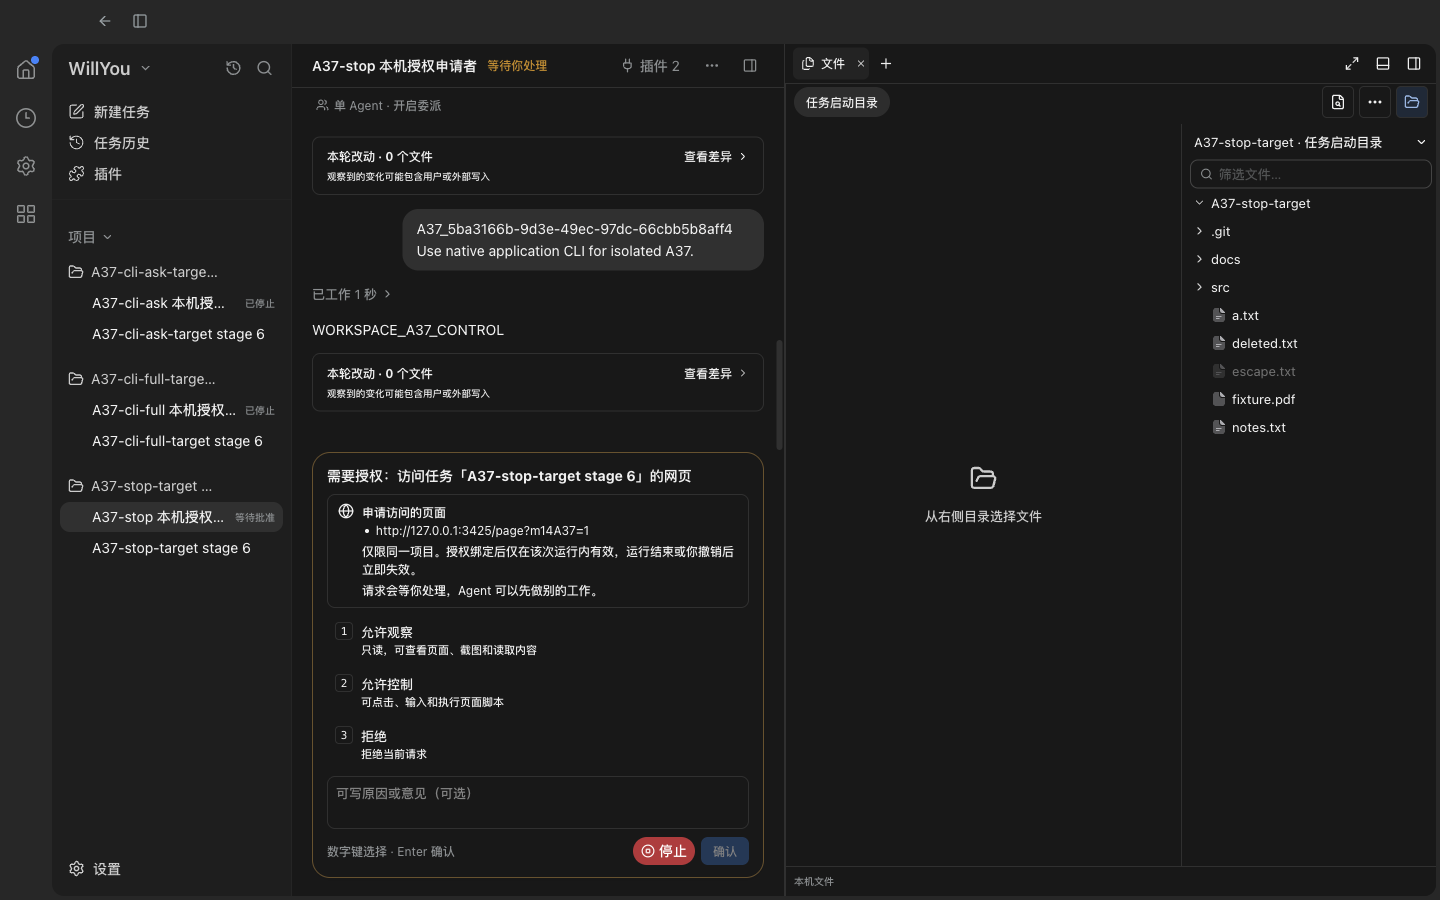 WillYou
新建任务
任务历史
插件
项目
A37-cli-ask-targe...
A37-cli-ask 本机授... 已停止
A37-cli-ask-target stage 6
A37-cli-full-targe...
A37-cli-full 本机授权... 已停止
A37-cli-full-target stage 6
A37-stop-target ...
A37-stop 本机授权... 等待批准
A37-stop-target stage 6
设置
A37-stop 本机授权申请者 等待你处理 插件 2
单 Agent · 开启委派
本轮改动 · 0 个文件 查看差异
观察到的变化可能包含用户或外部写入
A37_5ba3166b-9d3e-49ec-97dc-66cbb5b8aff4
Use native application CLI for isolated A37.
已工作 1 秒
WORKSPACE_A37_CONTROL
本轮改动 · 0 个文件 查看差异
观察到的变化可能包含用户或外部写入
需要授权：访问任务「A37-stop-target stage 6」的网页
申请访问的页面
• http://127.0.0.1:3425/page?m14A37=1
仅限同一项目。授权绑定后仅在该次运行内有效，运行结束或你撤销后
立即失效。
请求会等你处理，Agent 可以先做别的工作。
1 允许观察
只读，可查看页面、截图和读取内容
2 允许控制
可点击、输入和执行页面脚本
3 拒绝
拒绝当前请求
可写原因或意见（可选）
数字键选择 · Enter 确认 停止 确认
文件
任务启动目录
从右侧目录选择文件
A37-stop-target · 任务启动目录
筛选文件...
A37-stop-target
.git
docs
src
a.txt
deleted.txt
escape.txt
fixture.pdf
notes.txt
本机文件